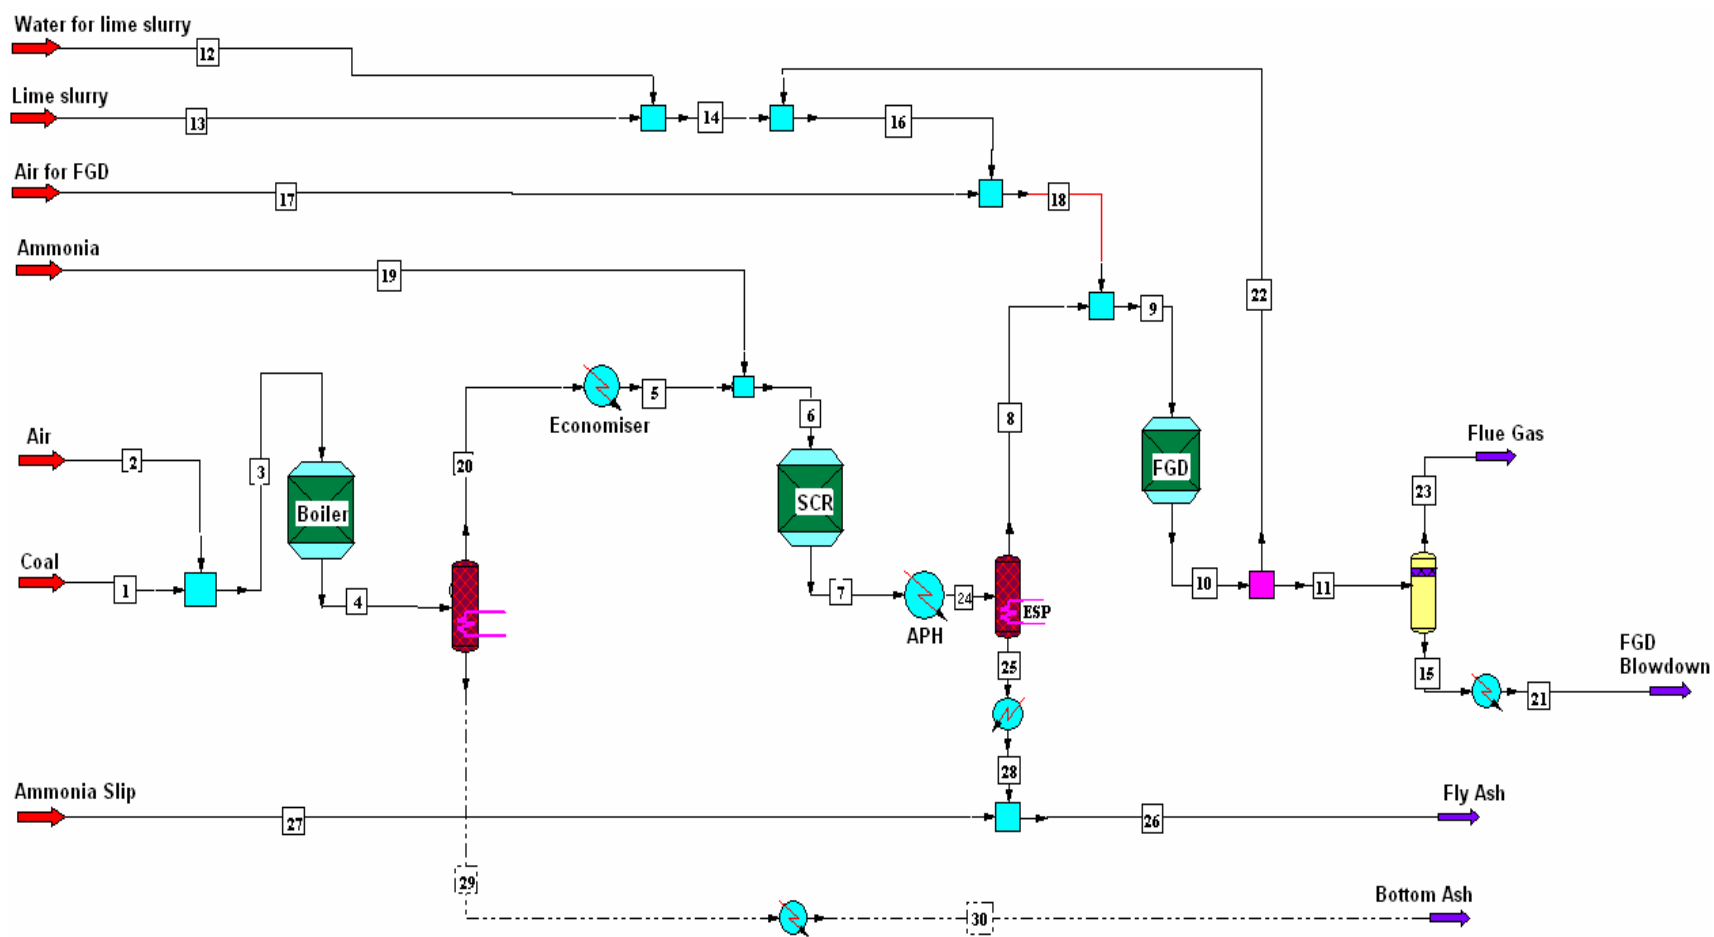 Water for lime slurry
12
Lime slurry
13
14
16
Air for FGD
17
18
Ammonia
19
22
9
Economiser
5
6
8
Air
2
3
20
Boiler
SCR
FGD
Flue Gas
23
Coal
1
4
7
APH
24
ESP
10
11
25
15
FGD
Blowdown
21
28
Ammonia Slip
27
26
Fly Ash
29
30
Bottom Ash